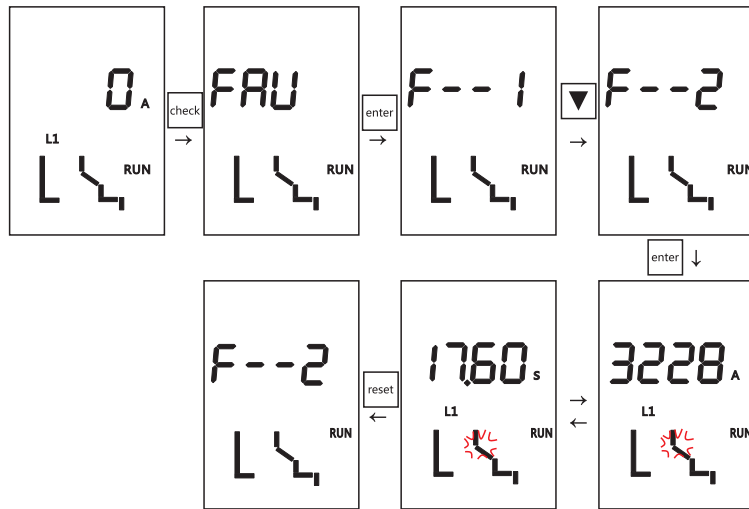 0 A
L1
RUN
check
→
FAU
RUN
enter
→
F--1
RUN
▼
→
F--2
RUN
enter ↓
3228 A
L1
RUN
→
←
17.60 S
L1
RUN
reset
←
F--2
RUN